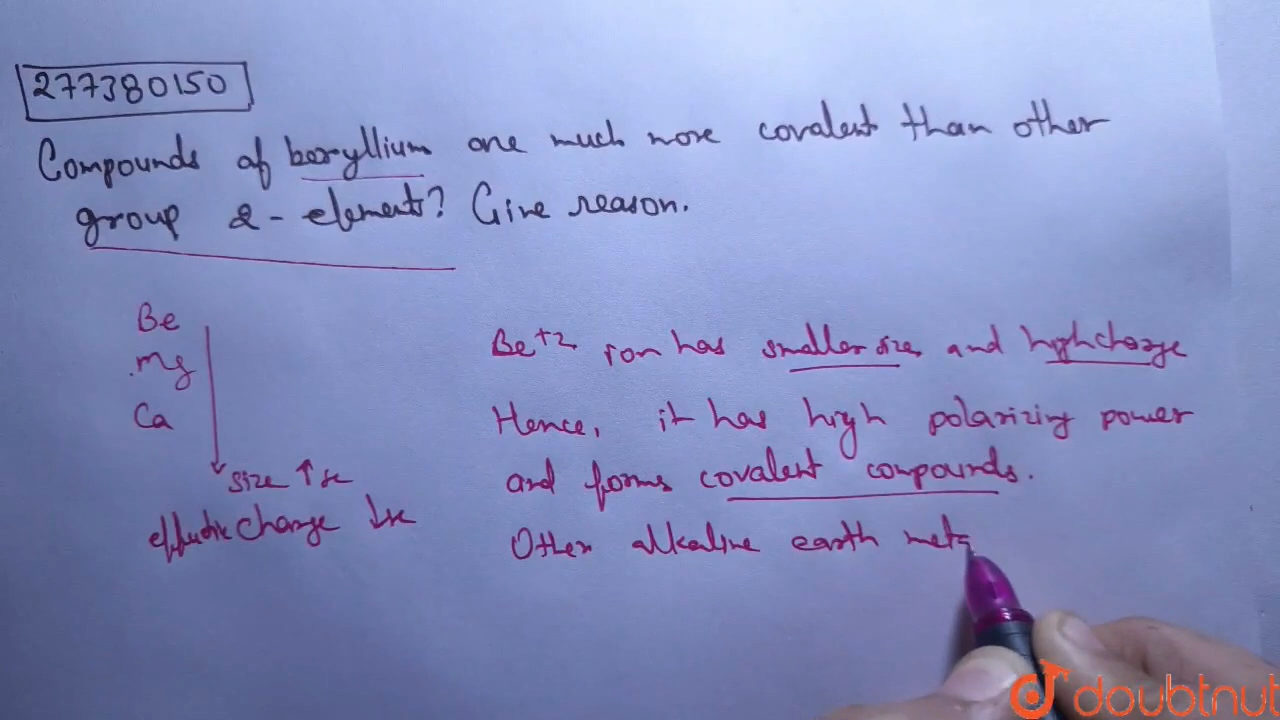 277380150
Compounds of beryllium are much more covalent than other
group 2- elements? Give reason.
Be
Mg
Ca
size ↑se
effective charge ↓se
Be+2 ion has smaller size and high charge
Hence, it has high polarizing power
and forms covalent compounds.
Other alkaline earth meta
doubtnut